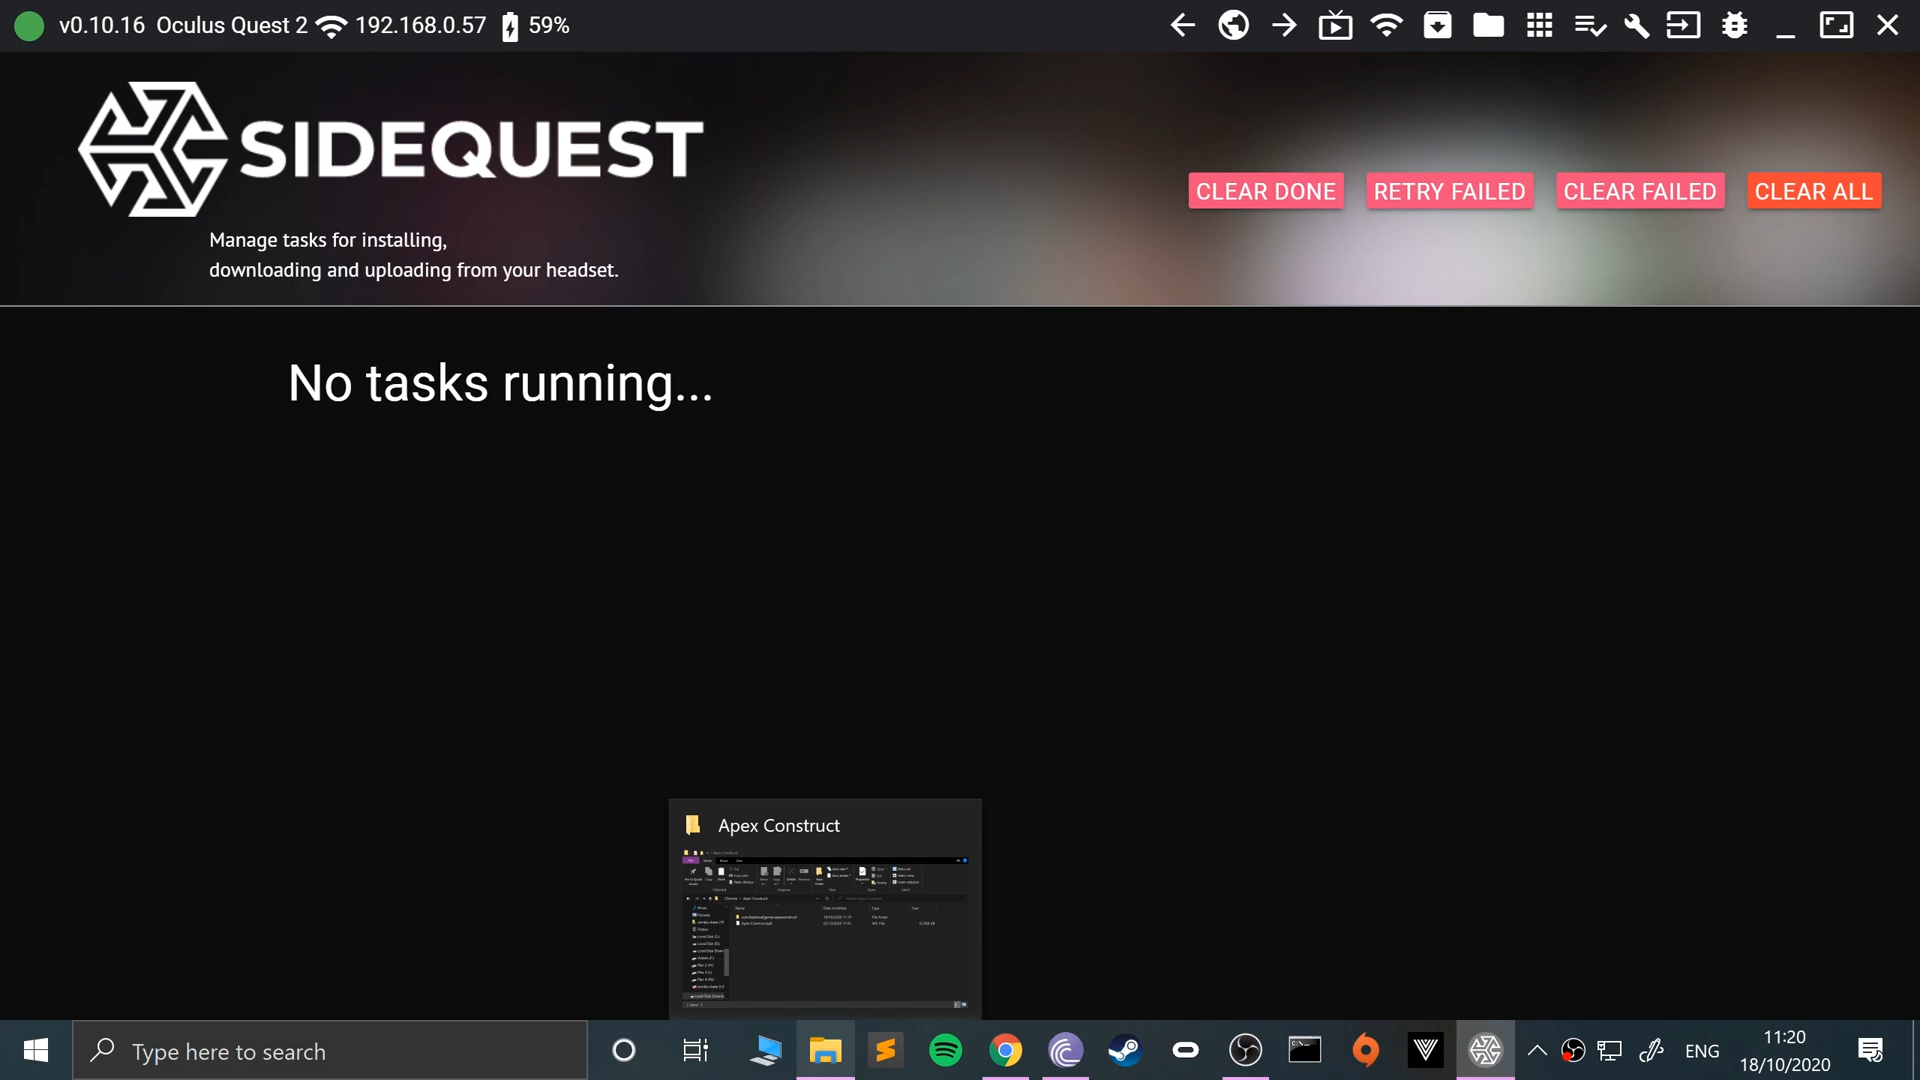 v0.10.16 Oculus Quest 2 192.168.0.57 59%
SIDEQUEST
CLEAR DONE RETRY FAILED CLEAR FAILED CLEAR ALL
Manage tasks for installing,
downloading and uploading from your headset.
No tasks running...
Apex Construct
Type here to search
ENG
11:20
18/10/2020